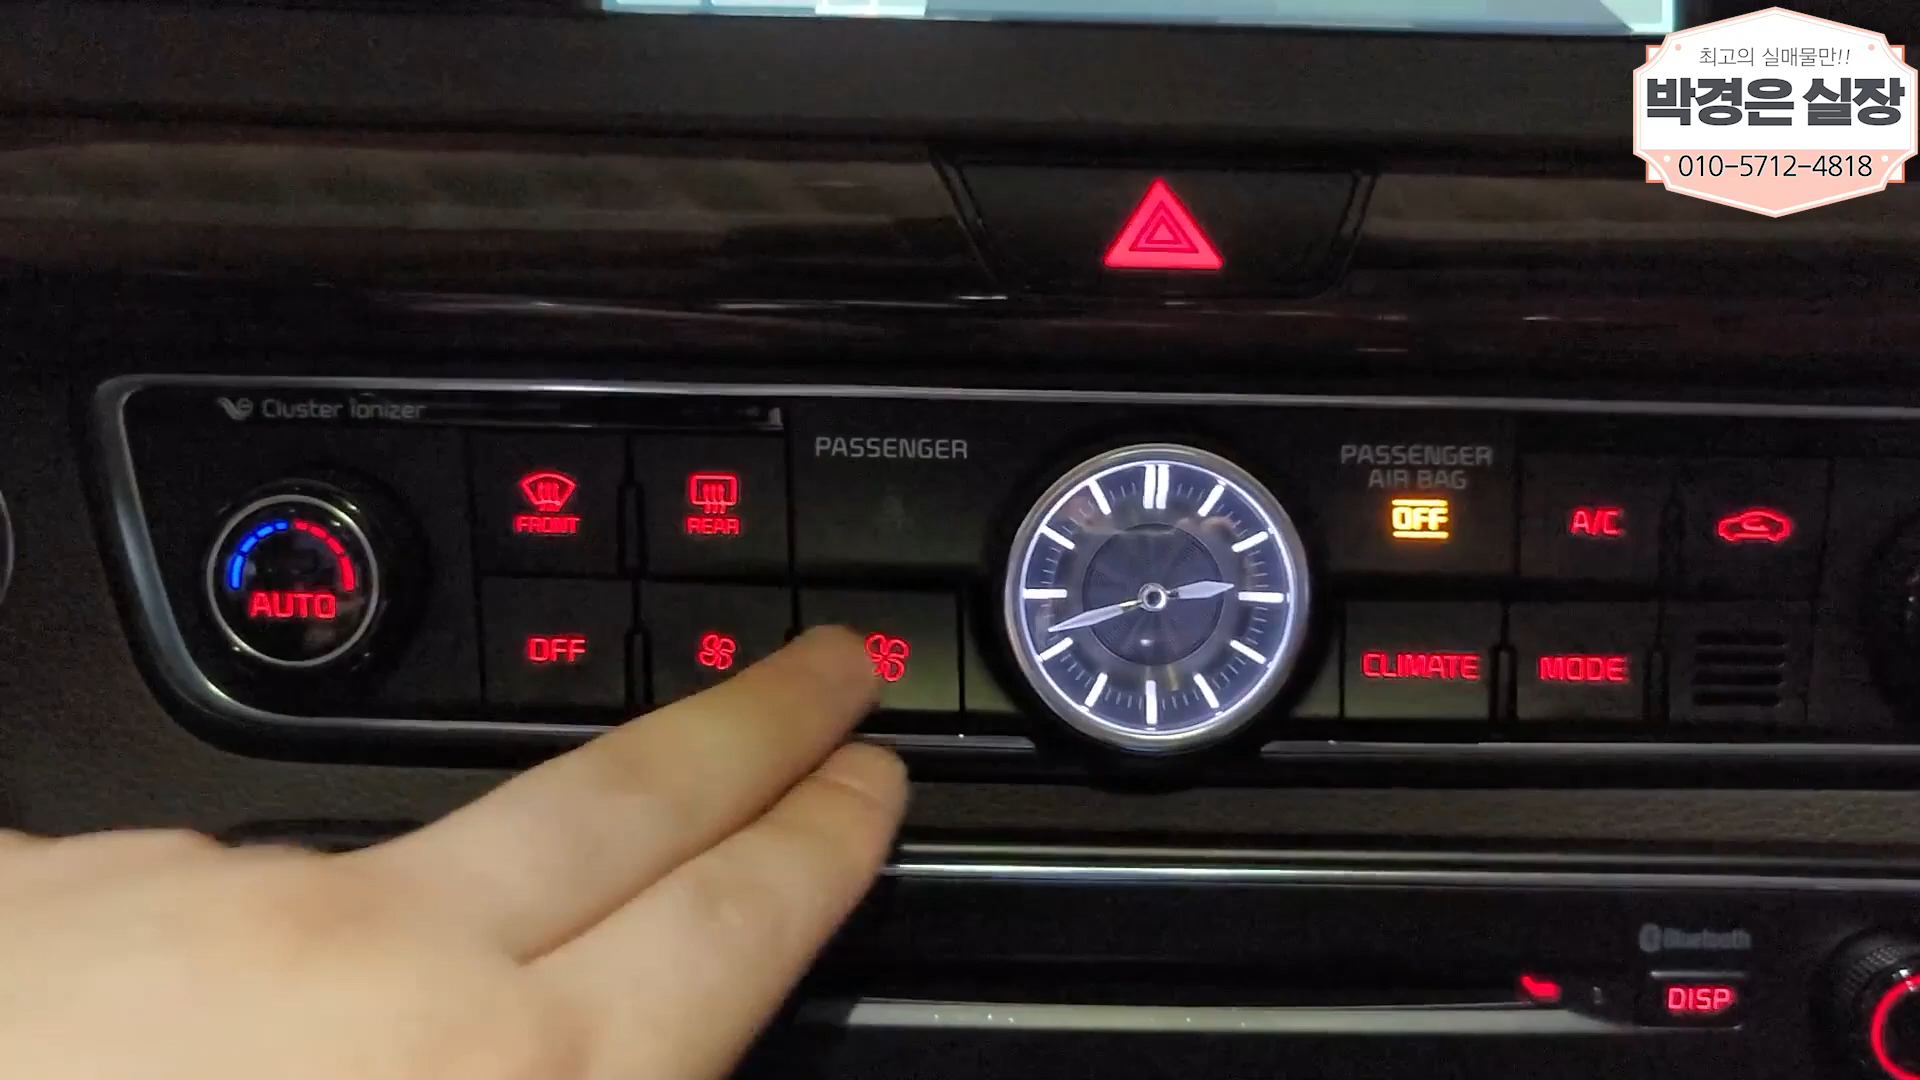 최고의 실매물만!!
박경은 실장
010-5712-4818
Cluster ionizer
PASSENGER
PASSENGER
AIR BAG
OFF
FRONT
REAR
A/C
AUTO
OFF
CLIMATE
MODE
Bluetooth
DISP